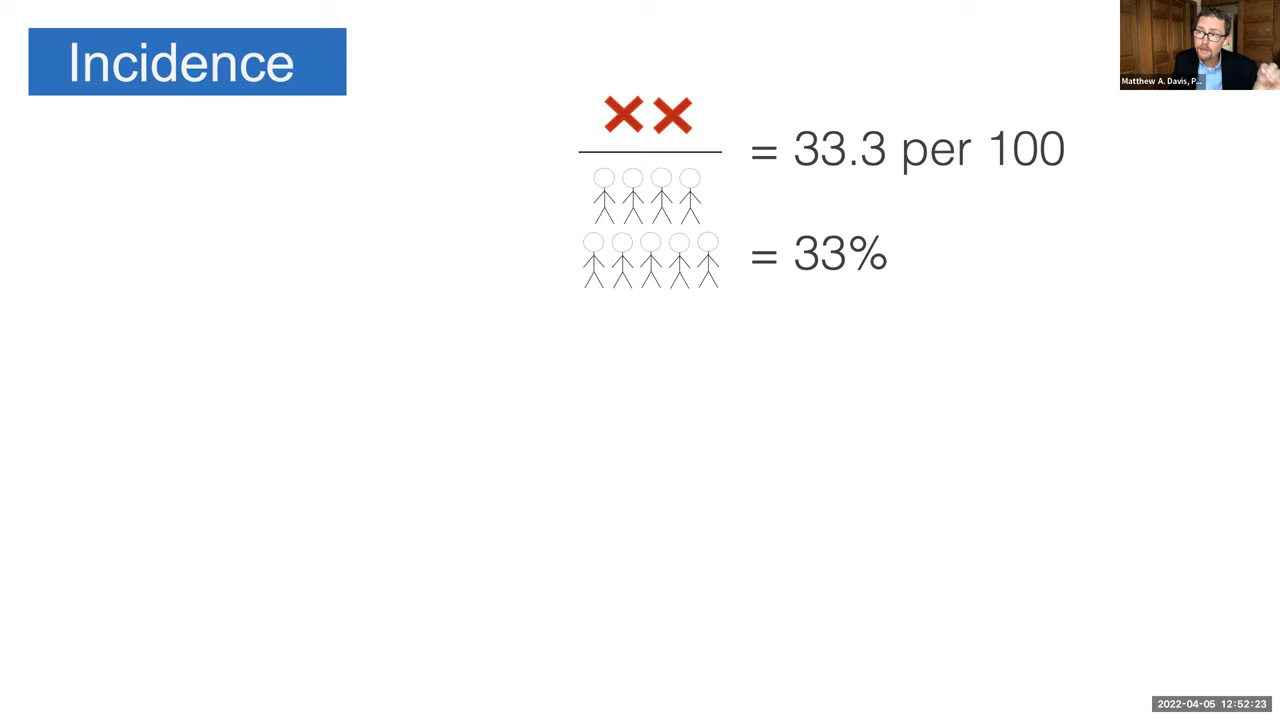 Incidence
= 33.3 per 100
= 33%
Matthew A. Davis, P...
2022-04-05 12:52:23